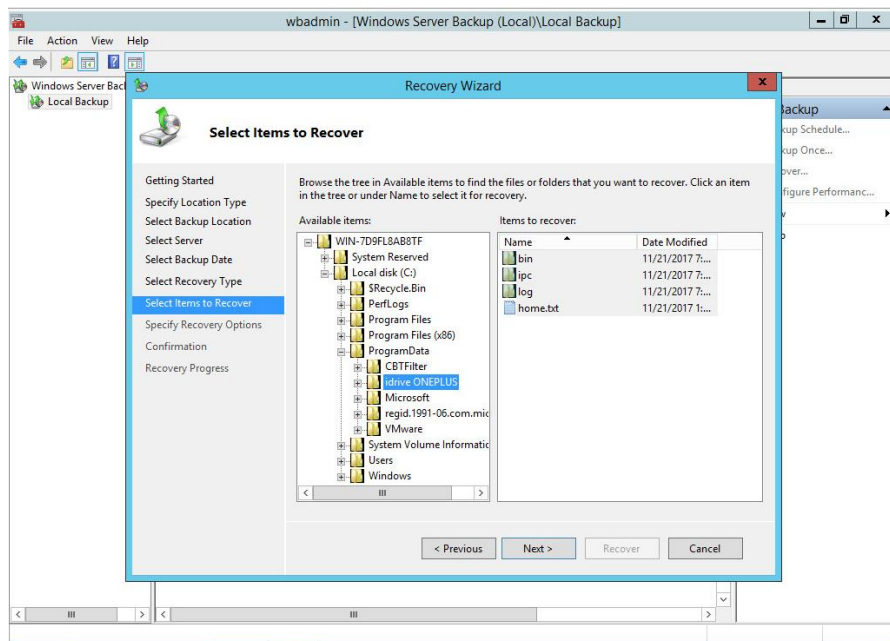 wbadmin - [Windows Server Backup (Local)\Local Backup]
File Action View Help
Windows Server Bac
Local Backup
Recovery Wizard
Select Items to Recover
Getting Started
Specify Location Type
Select Backup Location
Select Server
Select Backup Date
Select Recovery Type
Select Items to Recover
Specify Recovery Options
Confirmation
Recovery Progress
Browse the tree in Available items to find the files or folders that you want to recover. Click an item
in the tree or under Name to select it for recovery.
Available items:
WIN-7D9FL8AB8TF
System Reserved
Local disk (C:)
$Recycle.Bin
PerfLogs
Program Files
Program Files (x86)
ProgramData
CBTFilter
idrive ONEPLUS
Microsoft
regid.1991-06.com.mic
VMware
System Volume Informatic
Users
Windows
Items to recover:
Name Date Modified
bin 11/21/2017 7:...
ipc 11/21/2017 7:...
log 11/21/2017 7:...
home.txt 11/21/2017 1:...
< Previous Next > Recover Cancel
Backup
kup Schedule...
kup Once...
over...
figure Performanc...